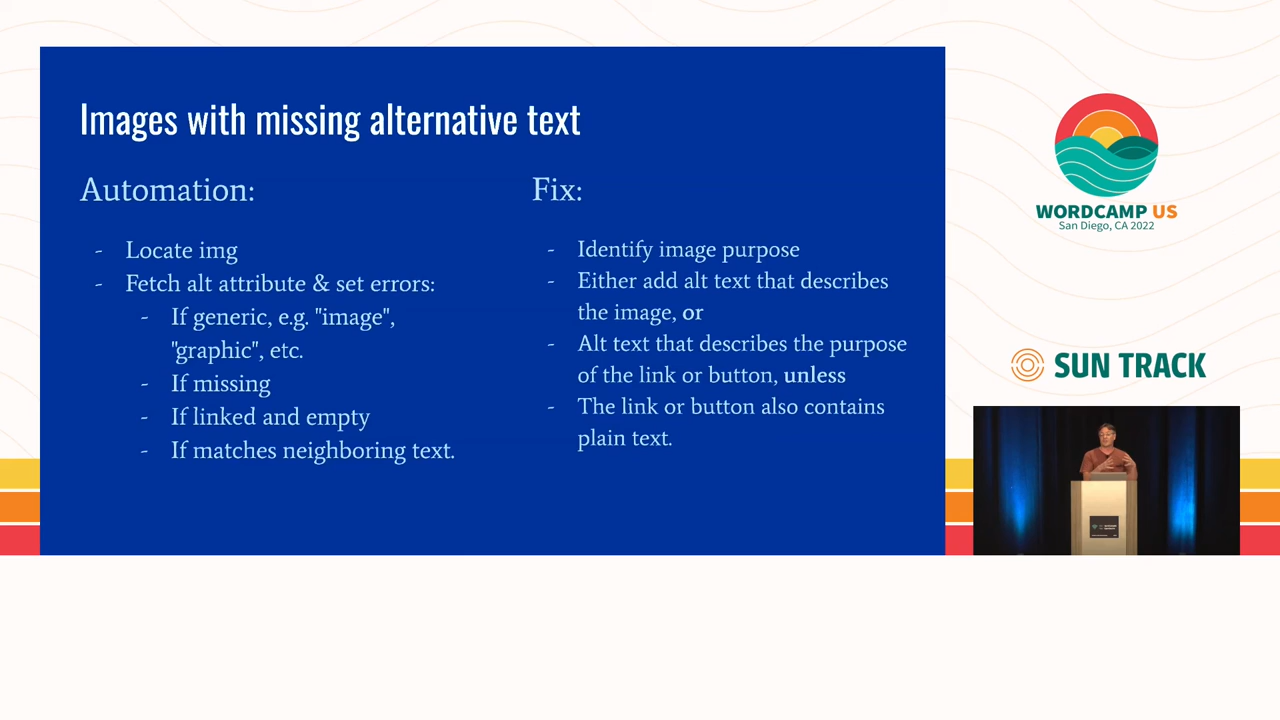 Images with missing alternative text
Automation:
- Locate img
- Fetch alt attribute & set errors:
- If generic, e.g. "image",
"graphic", etc.
- If missing
- If linked and empty
- If matches neighboring text.
Fix:
- Identify image purpose
- Either add alt text that describes
the image, or
- Alt text that describes the purpose
of the link or button, unless
- The link or button also contains
plain text.
WORDCAMP US
San Diego, CA 2022
SUN TRACK